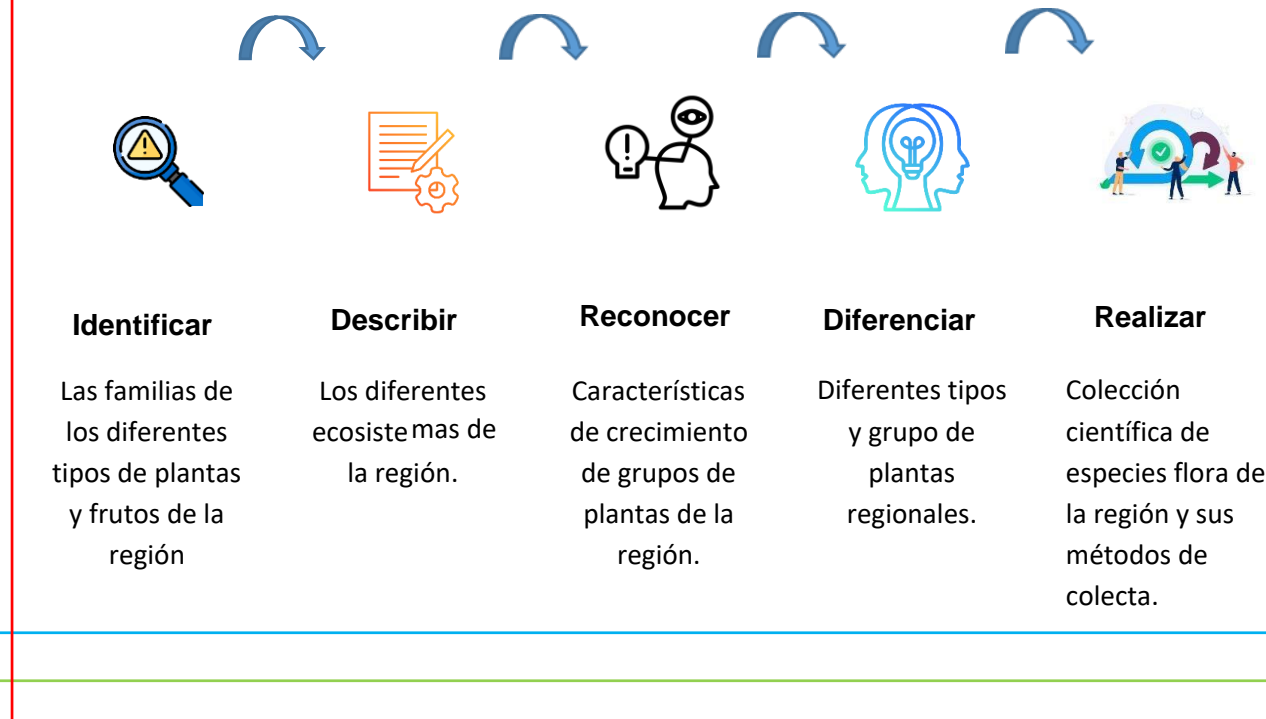 Identificar
Las familias de
los diferentes
tipos de plantas
y frutos de la
región
Describir
Los diferentes
ecosistemas de
la región.
Reconocer
Características
de crecimiento
de grupos de
plantas de la
región.
Diferenciar
Diferentes tipos
y grupo de
plantas
regionales.
Realizar
Colección
científica de
especies flora de
la región y sus
métodos de
colecta.